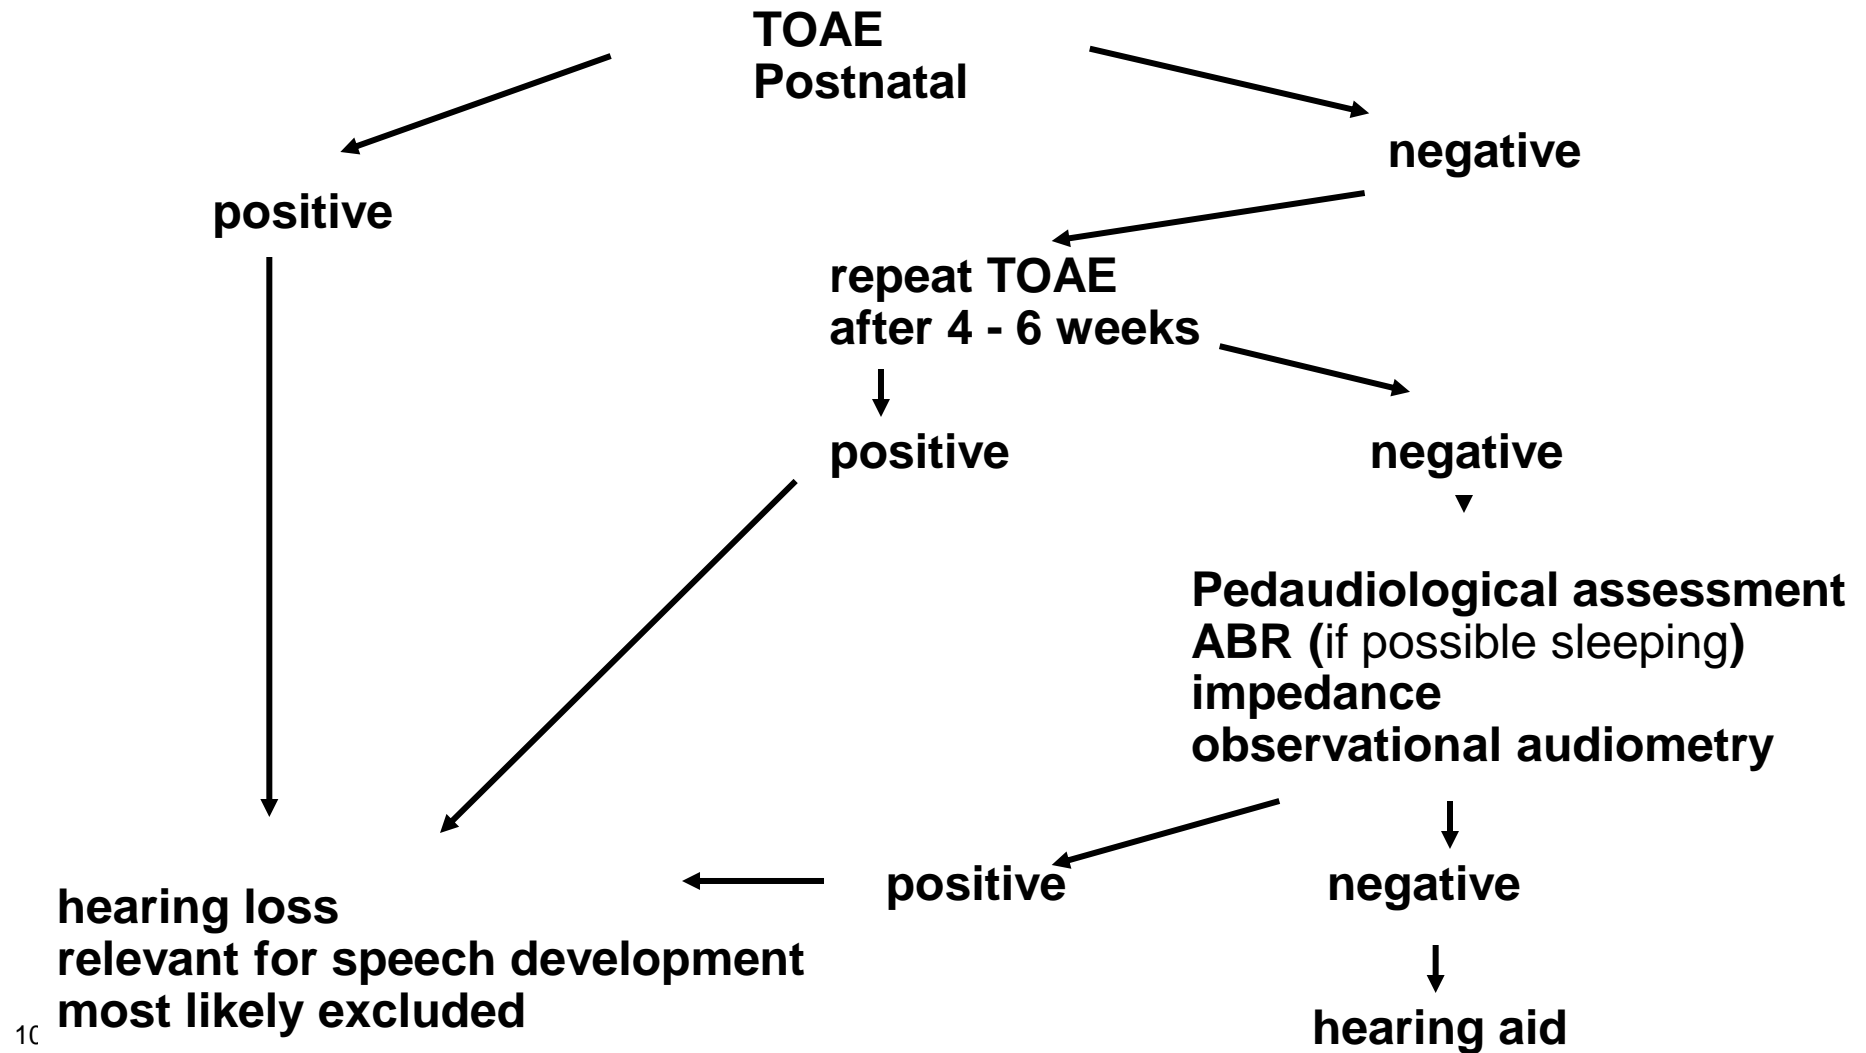 TOAE
Postnatal
negative
positive
repeat TOAE
after 4 - 6 weeks
positive
negative
Pedaudiological assessment
ABR (if possible sleeping)
impedance
observational audiometry
positive
negative
hearing loss
relevant for speech development
most likely excluded
hearing aid